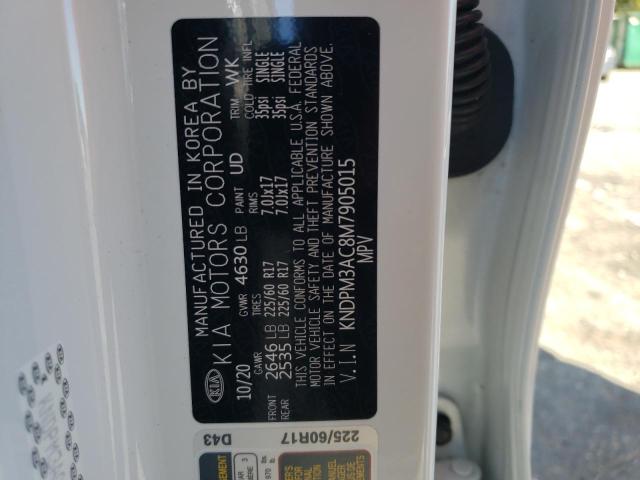 MANUFACTURED IN KOREA BY
KIA KIA MOTORS CORPORATION
10/20 GVWR 4630 LB PAINT UD TRIM WK
GAWR TIRES RIMS COLD TIRE INFL
FRONT 2646 LB 225/60 R17 7.0Jx17 35psi SINGLE
REAR 2535 LB 225/60 R17 7.0Jx17 35psi SINGLE
THIS VEHICLE CONFORMS TO ALL APPLICABLE U.S.A. FEDERAL
MOTOR VEHICLE SAFETY AND THEFT PREVENTION STANDARDS
IN EFFECT ON THE DATE OF MANUFACTURE SHOWN ABOVE.
V.I.N KNDPM3AC8M7905015
MPV
D43
225/60R17